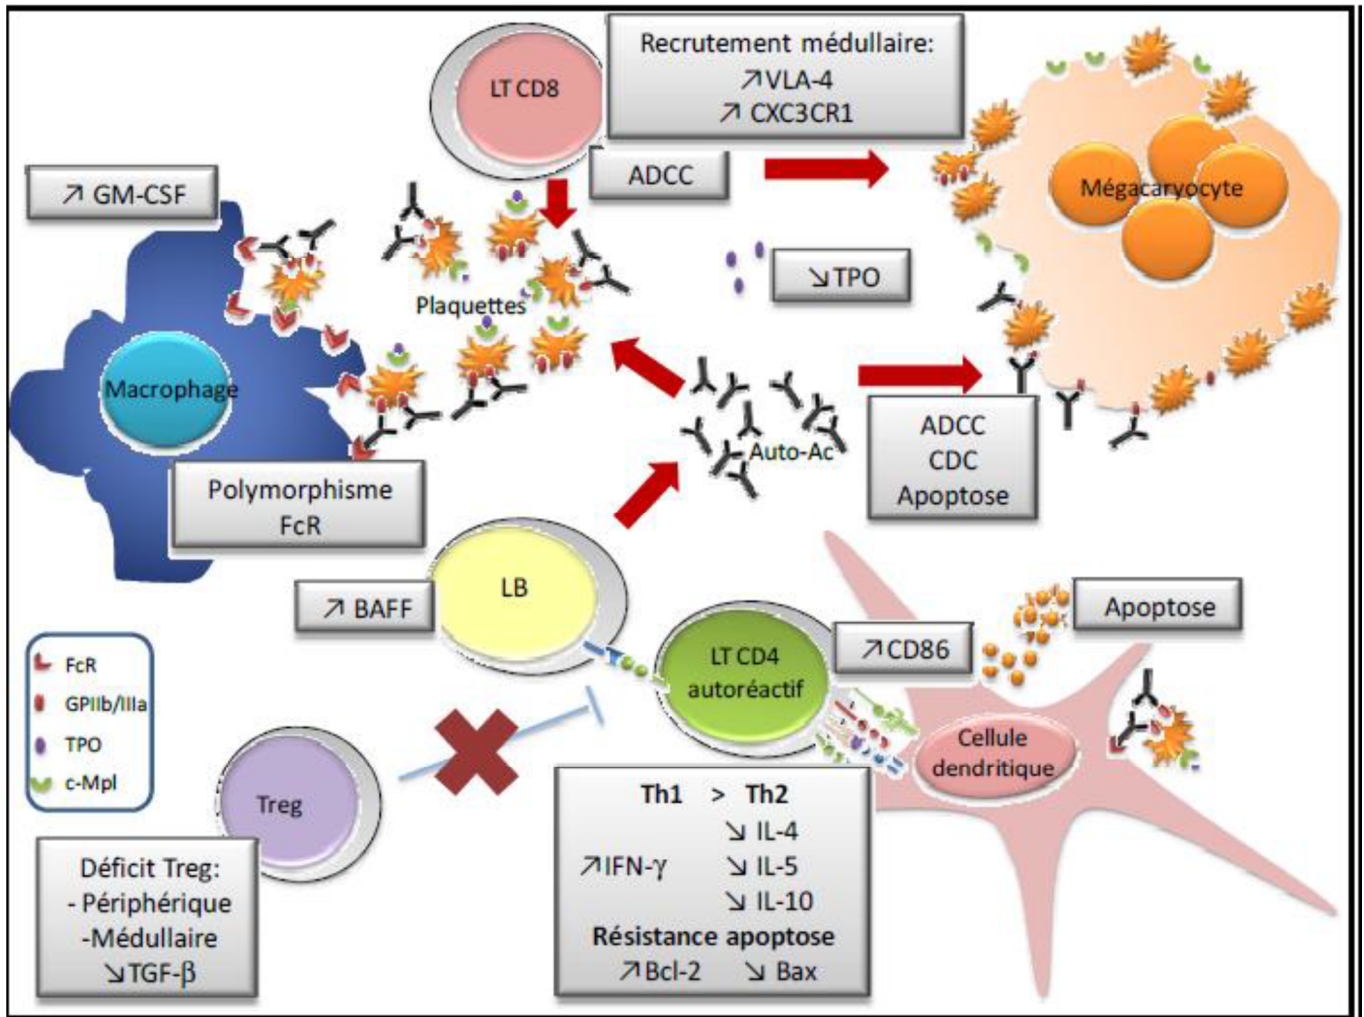 LT CD8
Recrutement médullaire:
↗VLA-4
↗ CXC3CR1
ADCC
↗ GM-CSF
Mégacaryocyte
↘TPO
Plaquettes
Macrophage
Auto-Ac
ADCC
CDC
Apoptose
Polymorphisme
FcR
LB
↗ BAFF
Apoptose
LT CD4
autoréactif
↗CD86
FcR
GPIIb/IIIa
TPO
c-Mpl
Cellule
dendritique
Treg
Th1 > Th2
↘ IL-4
↗IFN-γ ↘ IL-5
↘ IL-10
Résistance apoptose
↗Bcl-2 ↘ Bax
Déficit Treg:
- Périphérique
-Médullaire
↘TGF-β